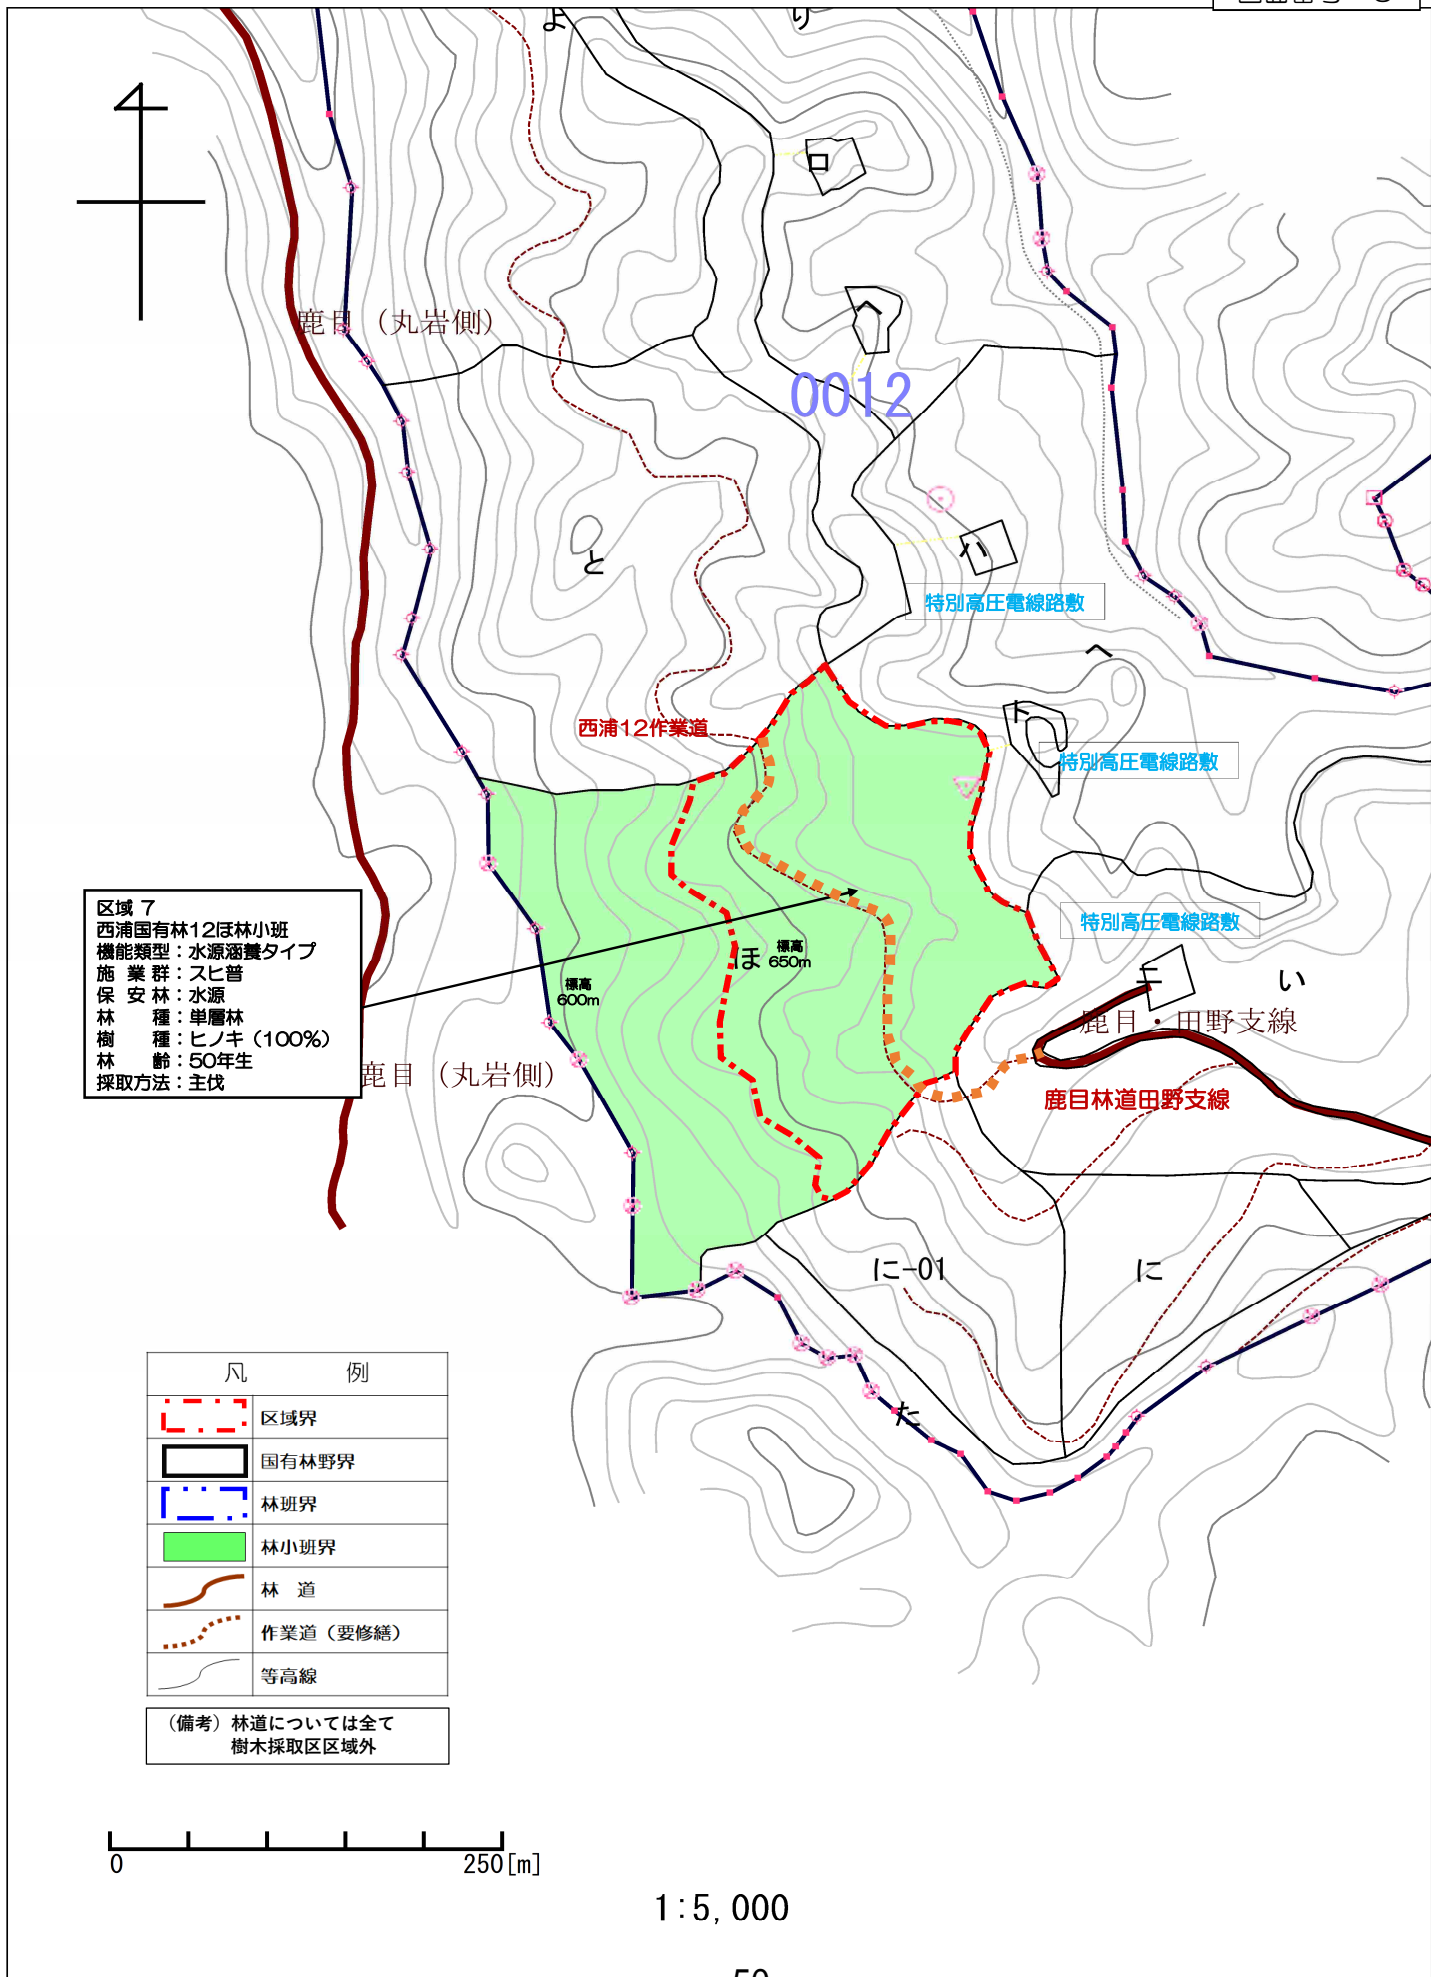 よ
り
ロ
鹿目（丸岩側）
へ
0012
と
ハ
特別高圧電線路敷
へ
ト
西浦12作業道
特別高圧電線路敷
区域 7
西浦国有林12ほ林小班
機能類型：水源涵養タイプ
施 業 群：スヒ普
保 安 林：水源
林 種：単層林
樹 種：ヒノキ（100%）
林 齢：50年生
採取方法：主伐
特別高圧電線路敷
ほ
標高
650m
標高
600m
ニ
い
鹿目・田野支線
鹿目（丸岩側）
鹿目林道田野支線
に-01
に
た
凡 例
区域界
国有林野界
林班界
林小班界
林 道
作業道（要修繕）
等高線
（備考）林道については全て
樹木採取区区域外
0
250[m]
1:5,000